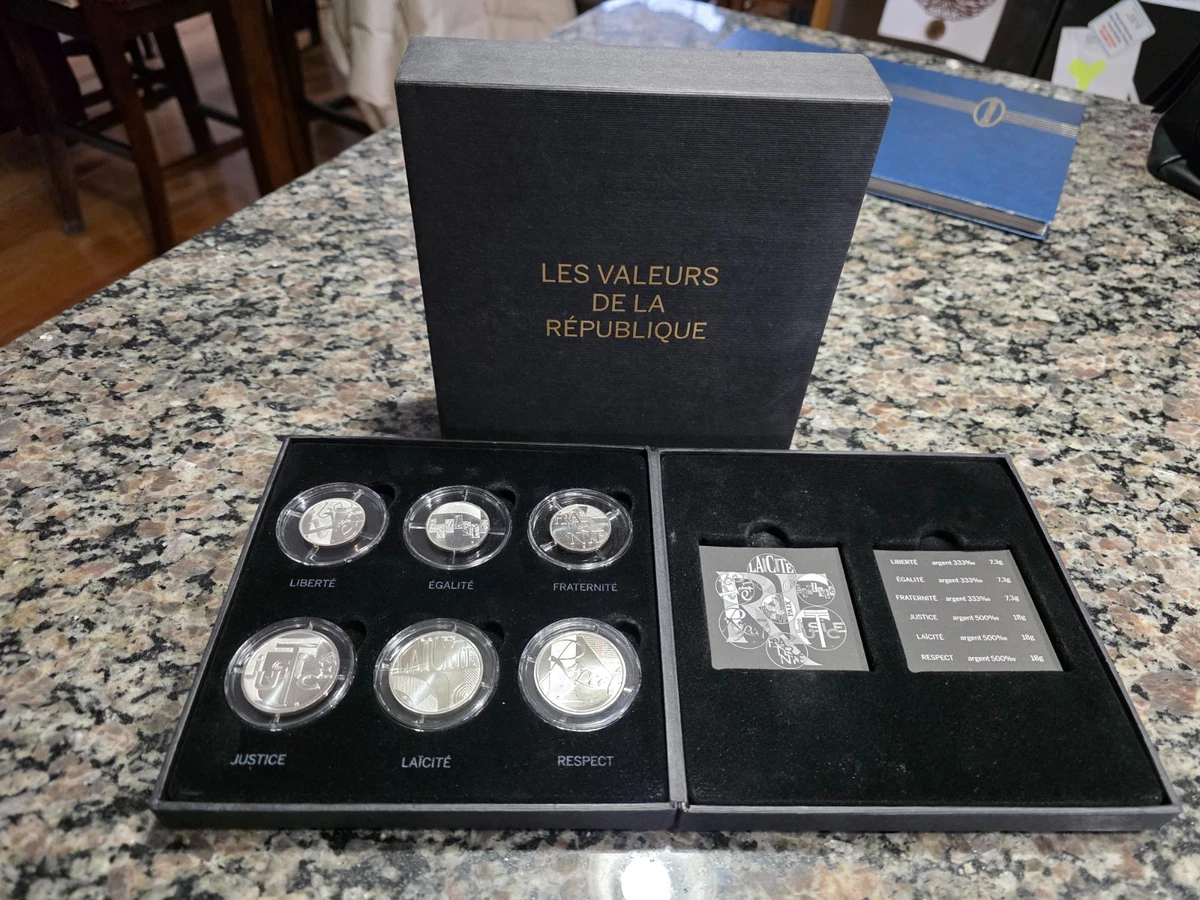 LES VALEURS
DE LA
RÉPUBLIQUE
LIBERTÉ
ÉGALITÉ
FRATERNITÉ
JUSTICE
LAÏCITÉ
RESPECT
LAÏCITÉ
LIBERTÉ argent 333‰ 7,3g
ÉGALITÉ argent 333‰ 7,3g
FRATERNITÉ argent 333‰ 7,3g
JUSTICE argent 500‰ 18g
LAÏCITÉ argent 500‰ 18g
RESPECT argent 500‰ 18g